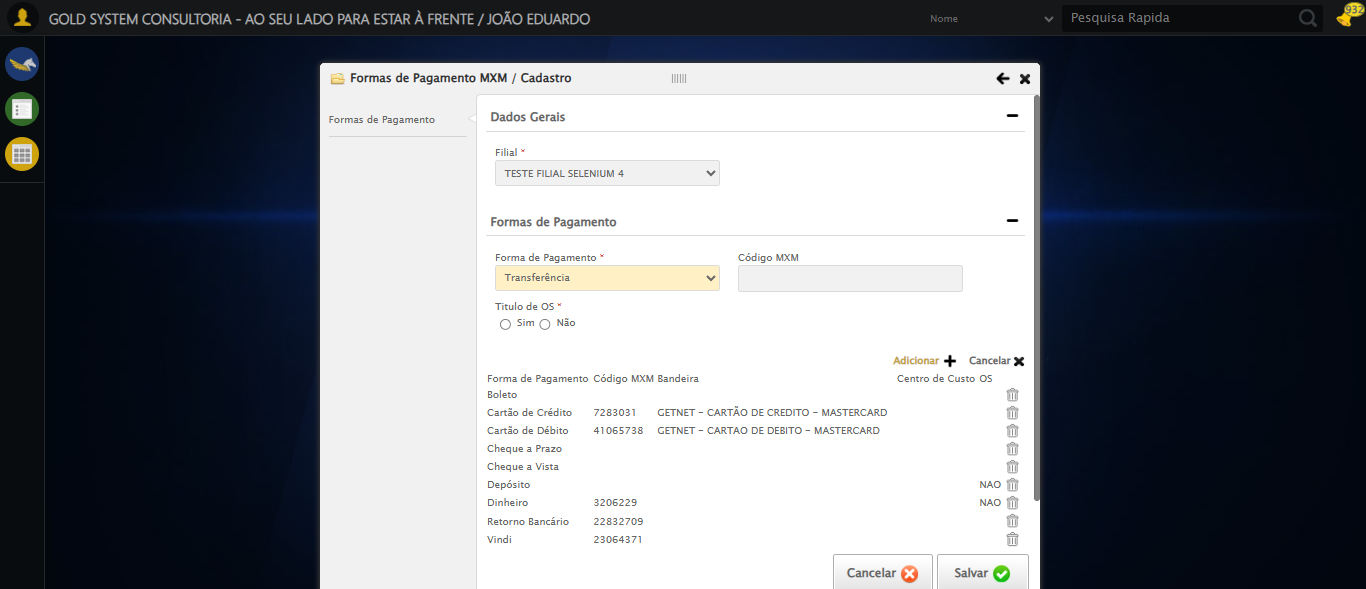 GOLD SYSTEM CONSULTORIA - AO SEU LADO PARA ESTAR À FRENTE / JOÃO EDUARDO
Nome
Pesquisa Rapida
932
Formas de Pagamento MXM / Cadastro
Formas de Pagamento
Dados Gerais
Filial *
TESTE FILIAL SELENIUM 4
Formas de Pagamento
Forma de Pagamento * Código MXM
Transferência
Titulo de OS *
Sim Não
Adicionar Cancelar
Forma de Pagamento Código MXM Bandeira Centro de Custo OS
Boleto
Cartão de Crédito 7283031 GETNET - CARTÃO DE CREDITO - MASTERCARD
Cartão de Débito 41065738 GETNET - CARTAO DE DEBITO - MASTERCARD
Cheque a Prazo
Cheque a Vista
Depósito NAO
Dinheiro 3206229 NAO
Retorno Bancário 22832709
Vindi 23064371
Cancelar Salvar